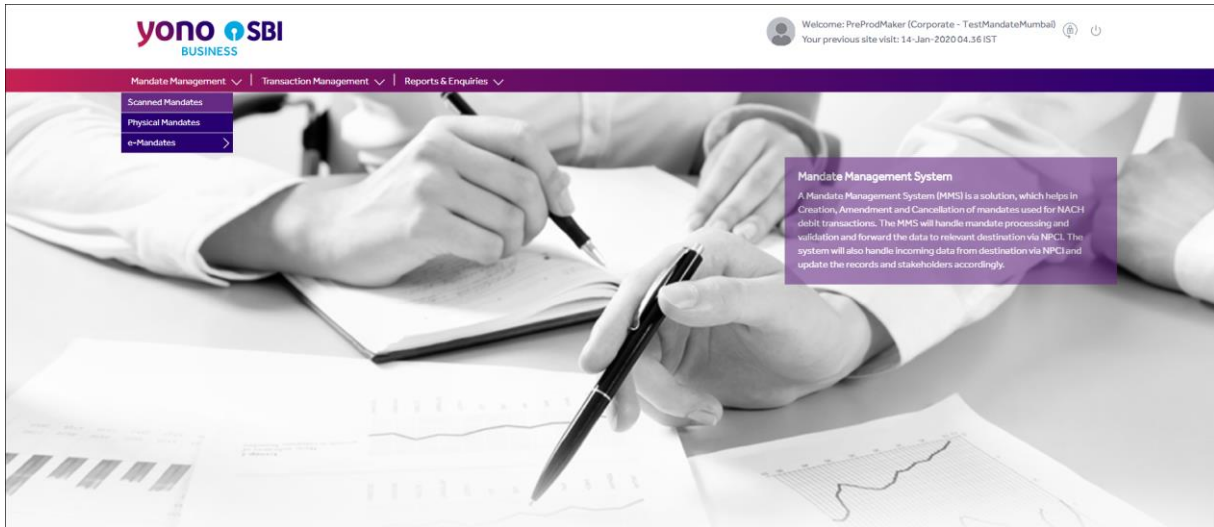 yono SBI
BUSINESS
Welcome: PreProdMaker (Corporate - TestMandateMumbai)
Your previous site visit: 14-Jan-2020 04.36 IST
Mandate Management
Transaction Management
Reports & Enquiries
Scanned Mandates
Physical Mandates
e-Mandates
Mandate Management System
A Mandate Management System (MMS) is a solution, which helps in
Creation, Amendment and Cancellation of mandates used for NACH
debit transactions. The MMS will handle mandate processing and
validation and forward the data to relevant destination via NPCI. The
system will also handle incoming data from destination via NPCI and
update the records and stakeholders accordingly.